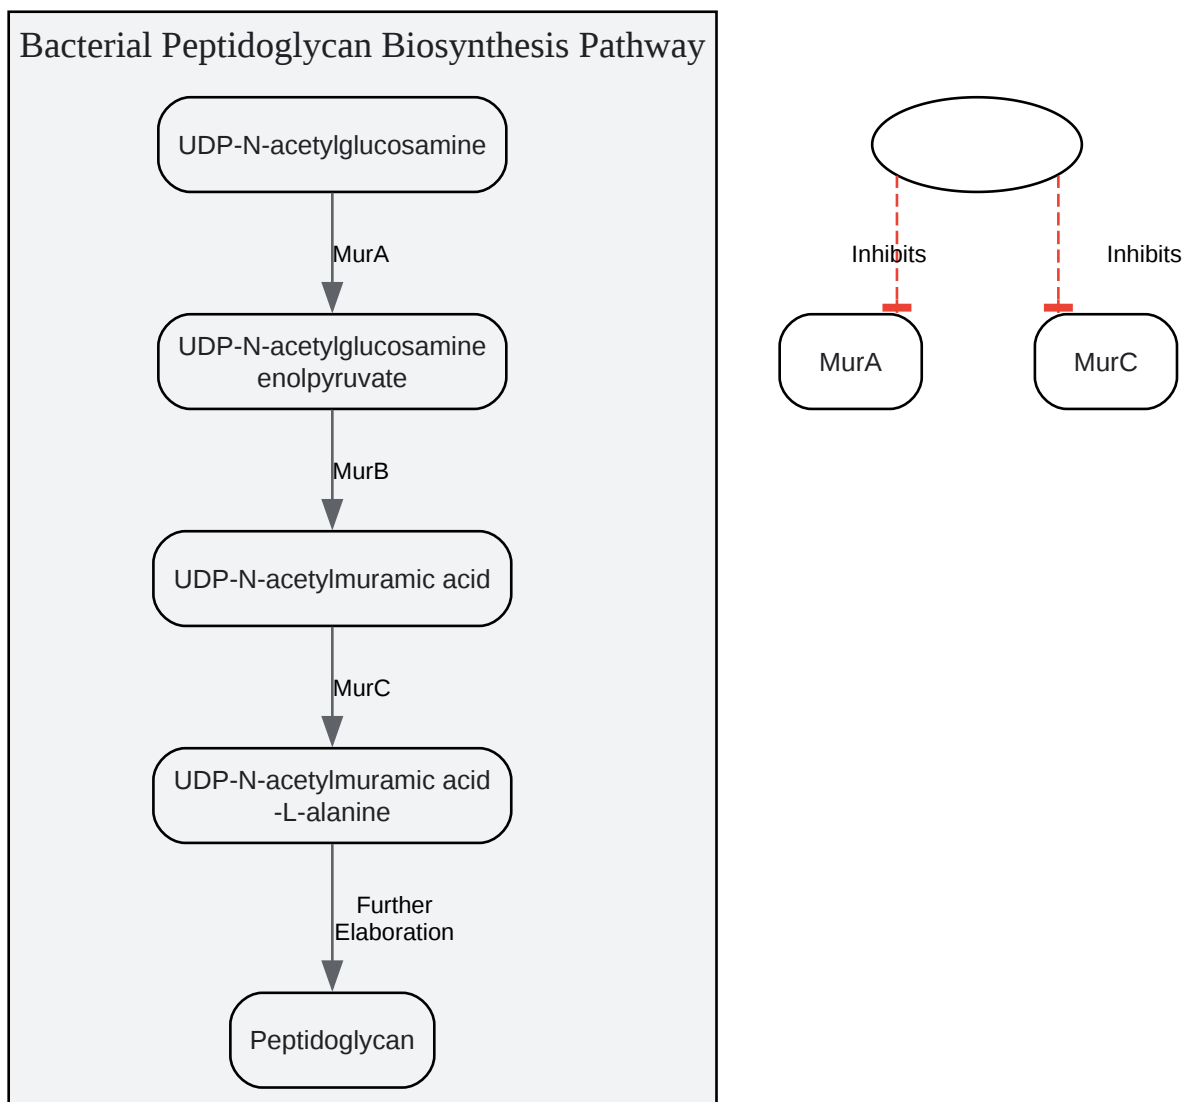 Bacterial Peptidoglycan Biosynthesis Pathway
UDP-N-acetylglucosamine
MurA
UDP-N-acetylglucosamine
enolpyruvate
MurB
UDP-N-acetylmuramic acid
MurC
UDP-N-acetylmuramic acid
-L-alanine
Further
Elaboration
Peptidoglycan
Inhibits
Inhibits
MurA
MurC